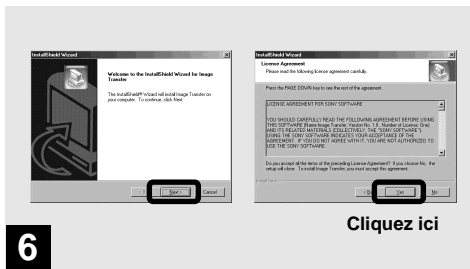 InstallShield Wizard
Welcome to the InstallShield Wizard for Image
Transfer
The InstallShield® Wizard will install Image Transfer on
your computer. To continue, click Next.
Next >
Cancel
InstallShield Wizard
License Agreement
Please read the following license agreement carefully.
Press the PAGE DOWN key to see the rest of the agreement.
LICENSE AGREEMENT FOR SONY SOFTWARE
YOU SHOULD CAREFULLY READ THE FOLLOWING AGREEMENT BEFORE USING
THIS SOFTWARE (Name:Image Transfer. Version No. 1.0 , Number of License: One)
AND ITS RELATED MATERIALS (COLLECTIVELY, THE "SONY SOFTWARE").
USING THE SONY SOFTWARE INDICATES YOUR ACCEPTANCE OF THE
AGREEMENT. IF YOU DO NOT AGREE WITH IT, YOU ARE NOT AUTHORIZED TO
USE THE SONY SOFTWARE.
Do you accept all the terms of the preceding License Agreement? If you choose No, the
setup will close. To install Image Transfer, you must accept this agreement.
Yes
No
Cliquez ici
6